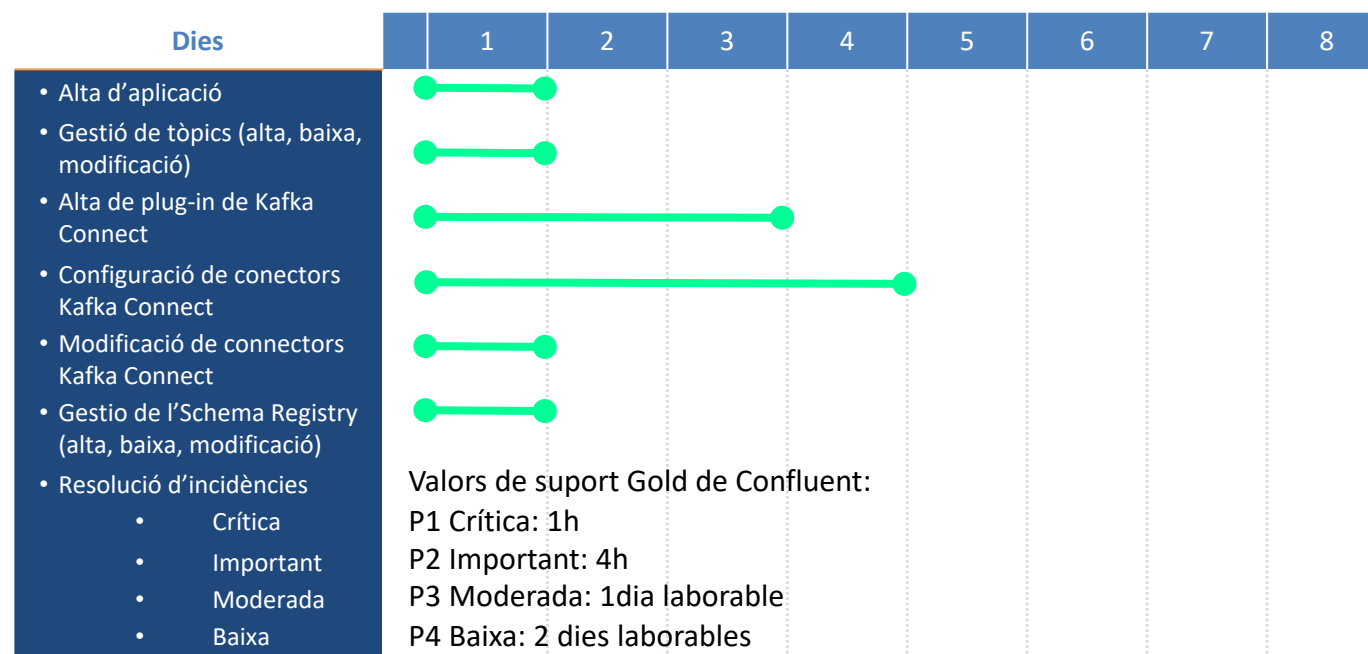 Dies 1 2 3 4 5 6 7 8
• Alta d’aplicació
• Gestió de tòpics (alta, baixa,
modificació)
• Alta de plug-in de Kafka
Connect
• Configuració de conectors
Kafka Connect
• Modificació de connectors
Kafka Connect
• Gestio de l’Schema Registry
(alta, baixa, modificació)
• Resolució d’incidències
• Crítica
• Important
• Moderada
• Baixa
Valors de suport Gold de Confluent:
P1 Crítica: 1h
P2 Important: 4h
P3 Moderada: 1dia laborable
P4 Baixa: 2 dies laborables